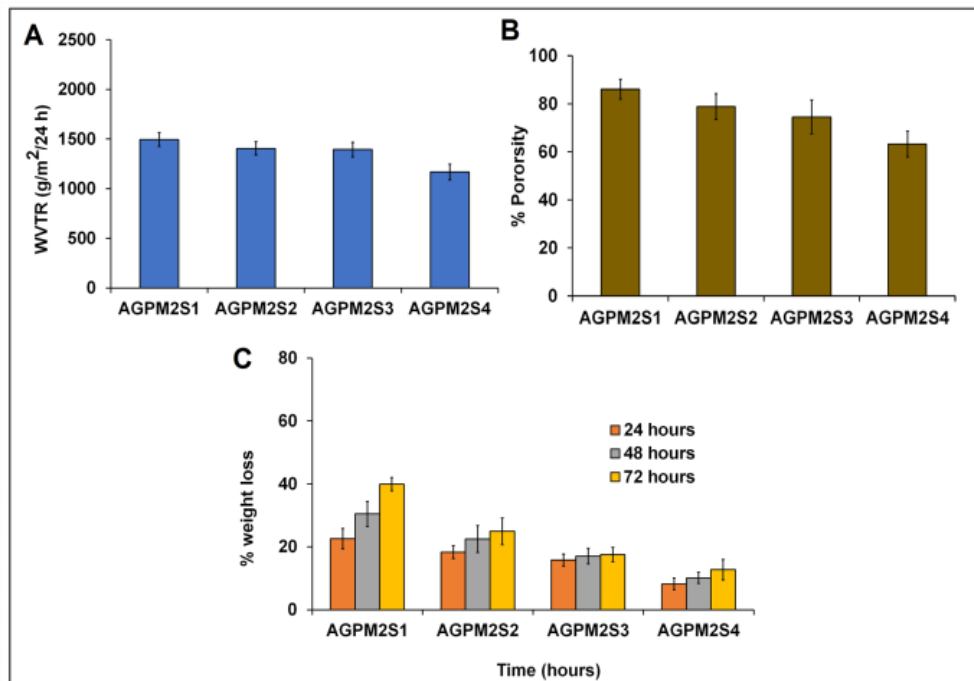 A
WVTR (g/m²/24 h)
2500
2000
1500
1000
500
0
AGPM2S1 AGPM2S2 AGPM2S3 AGPM2S4
B
% Pororsity
100
80
60
40
20
0
AGPM2S1 AGPM2S2 AGPM2S3 AGPM2S4
C
% weight loss
80
60
40
20
0
24 hours
48 hours
72 hours
AGPM2S1 AGPM2S2 AGPM2S3 AGPM2S4
Time (hours)